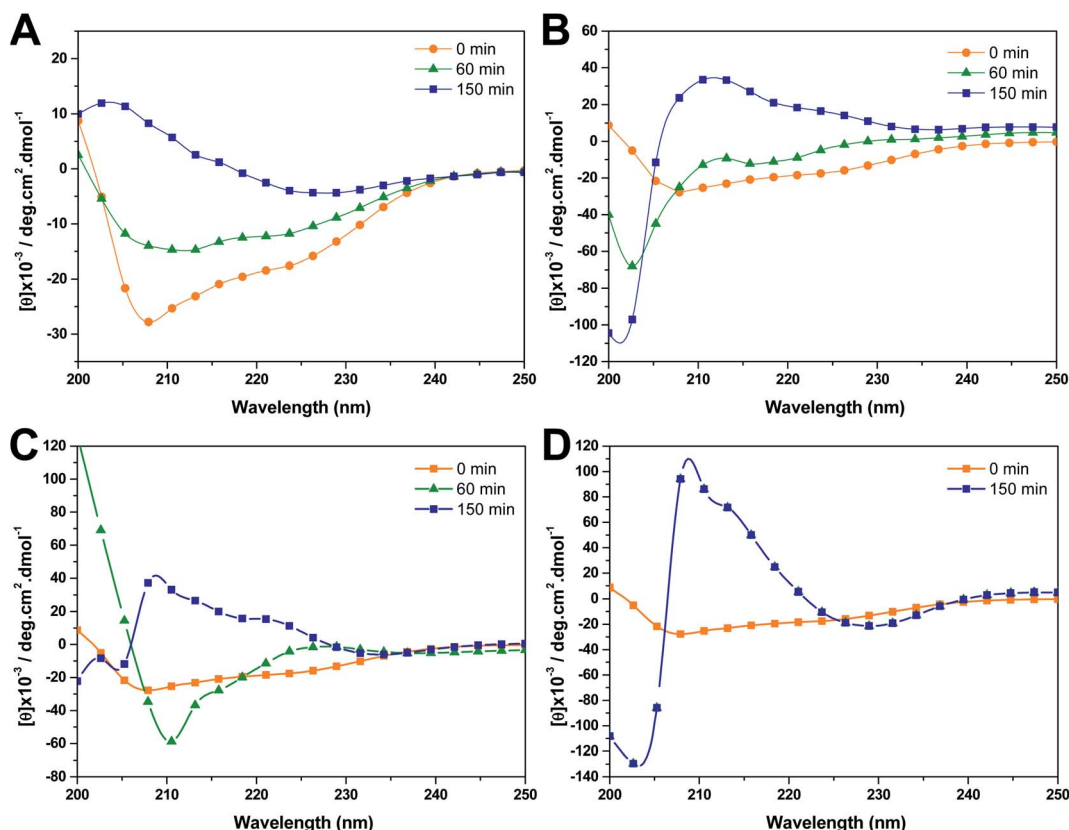 A
[θ]x10⁻³ / deg.cm².dmol⁻¹
20
10
0
-10
-20
-30
0 min
60 min
150 min
200 210 220 230 240 250
Wavelength (nm)
B
[θ]x10⁻³ / deg.cm².dmol⁻¹
60
40
20
0
-20
-40
-60
-80
-100
-120
0 min
60 min
150 min
200 210 220 230 240 250
Wavelength (nm)
C
[θ]x10⁻³ / deg.cm².dmol⁻¹
120
100
80
60
40
20
0
-20
-40
-60
-80
0 min
60 min
150 min
200 210 220 230 240 250
Wavelength (nm)
D
[θ]x10⁻³ / deg.cm².dmol⁻¹
120
100
80
60
40
20
0
-20
-40
-60
-80
-100
-120
-140
0 min
150 min
200 210 220 230 240 250
Wavelength (nm)